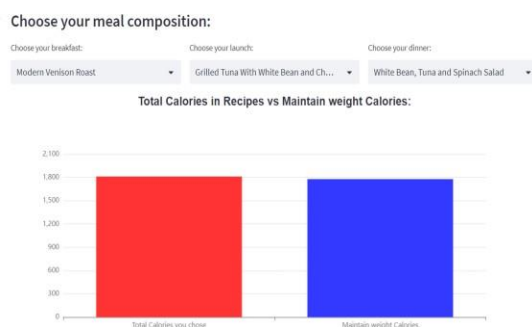 Choose your meal composition:
Choose your breakfast: Choose your launch: Choose your dinner:
Modern Venison Roast Grilled Tuna With White Bean and Ch... White Bean, Tuna and Spinach Salad
Total Calories in Recipes vs Maintain weight Calories:
2,100
1,800
1,500
1,200
900
600
300
0
Total Calories you chose Maintain weight Calories